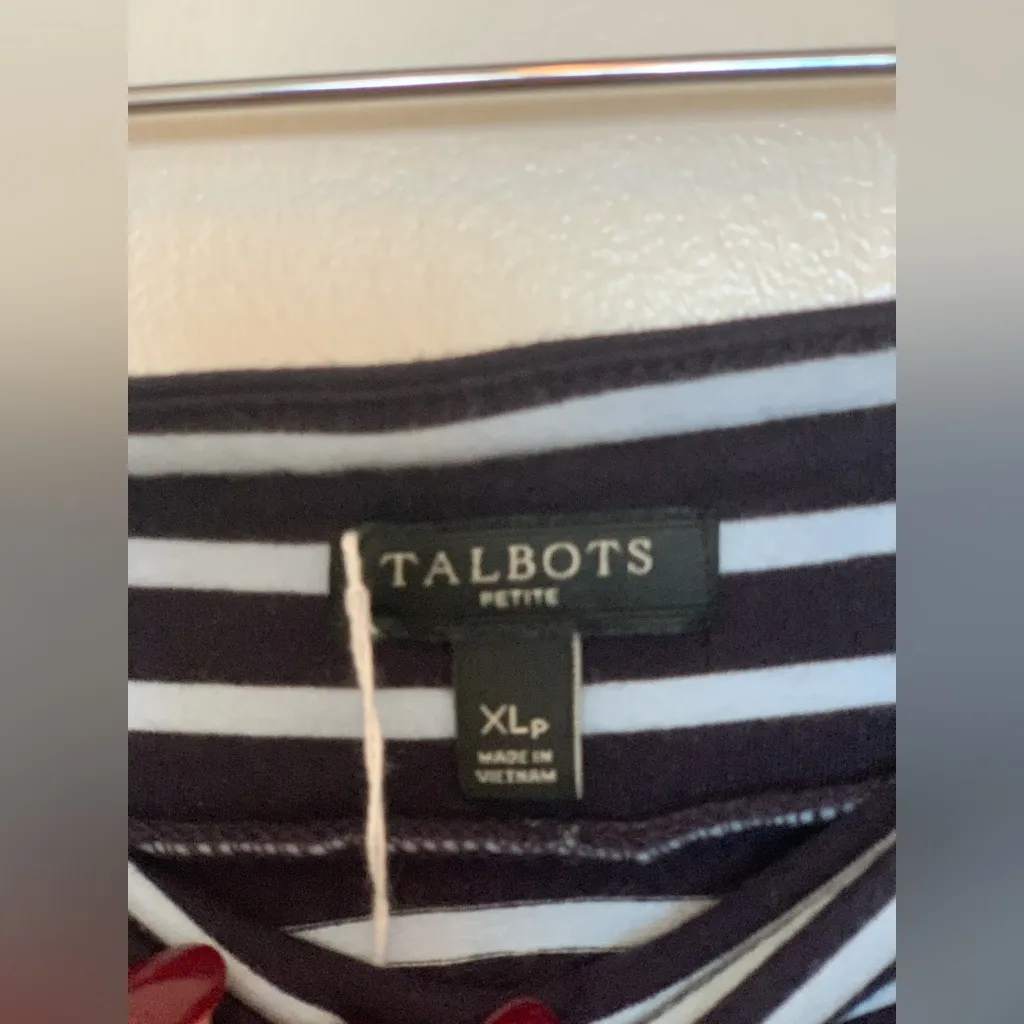 TALBOTS
PETITE
XLP
MADE IN
VIETNAM